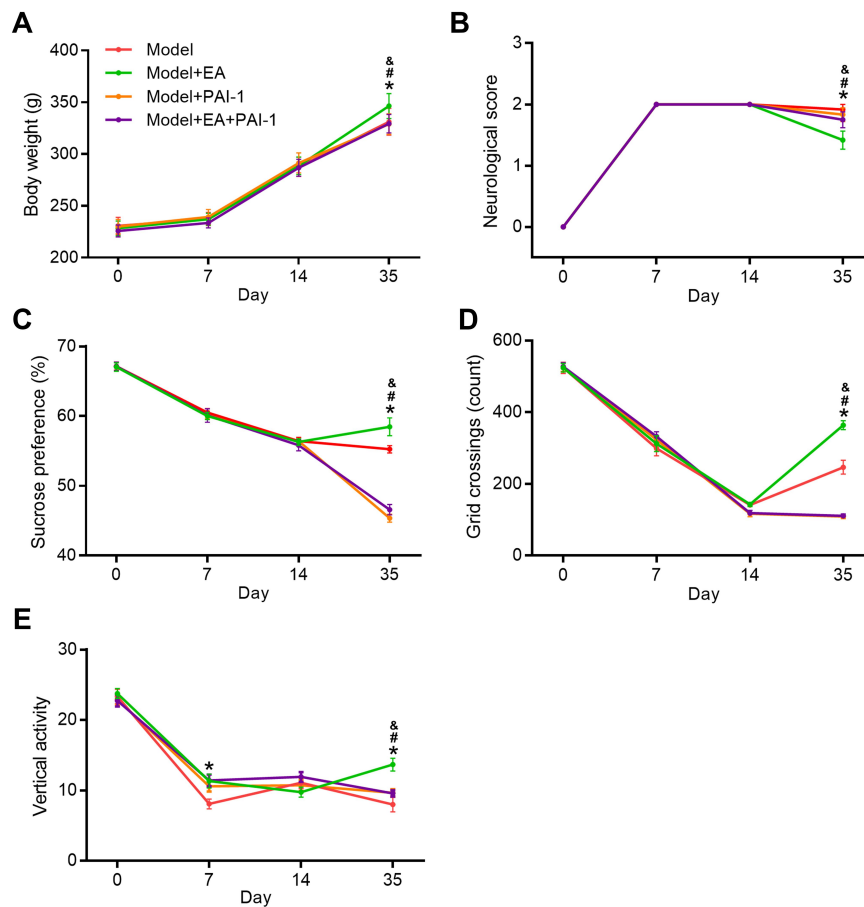 A
Model
Model+EA
Model+PAI-1
Model+EA+PAI-1
400
350
300
250
200
Body weight (g)
&
#
*
0 7 14 35
Day
B
3
2
1
0
Neurological score
&
#
*
0 7 14 35
Day
C
70
60
50
40
Sucrose preference (%)
&
#
*
0 7 14 35
Day
D
600
400
200
0
Grid crossings (count)
&
#
*
0 7 14 35
Day
E
30
20
10
0
Vertical activity
*
&
#
*
0 7 14 35
Day